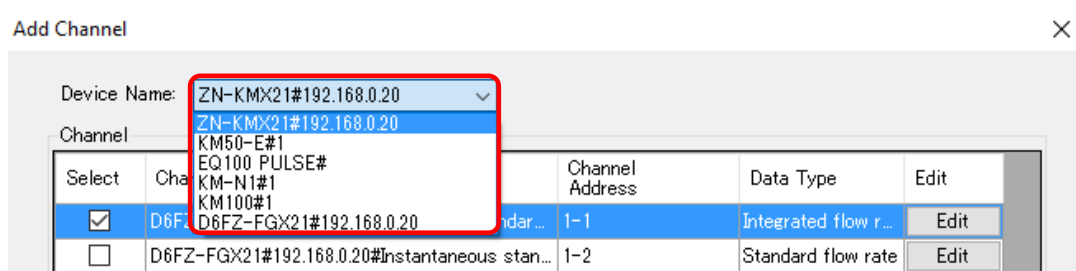 Add Channel
Device Name: ZN-KMX21#192.168.0.20
ZN-KMX21#192.168.0.20
KM50-E#1
EQ100 PULSE#
KM-N1#1
KM100#1
D6FZ-FGX21#192.168.0.20
Channel
Select Cha Channel Address Data Type Edit
D6FZ ndar... 1-1 Integrated flow r... Edit
D6FZ-FGX21#192.168.0.20#Instantaneous stan... 1-2 Standard flow rate Edit